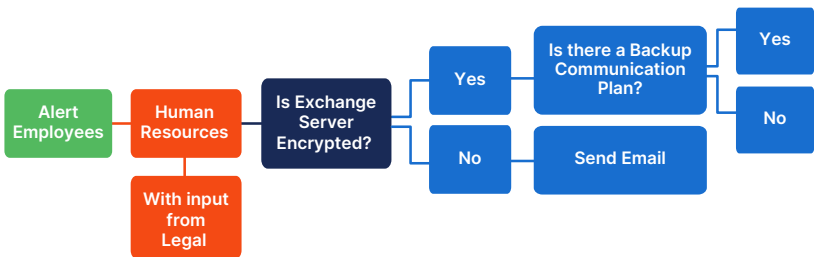 Alert
Employees
Human
Resources
With input
from
Legal
Is Exchange
Server
Encrypted?
Yes
No
Is there a Backup
Communication
Plan?
Send Email
Yes
No